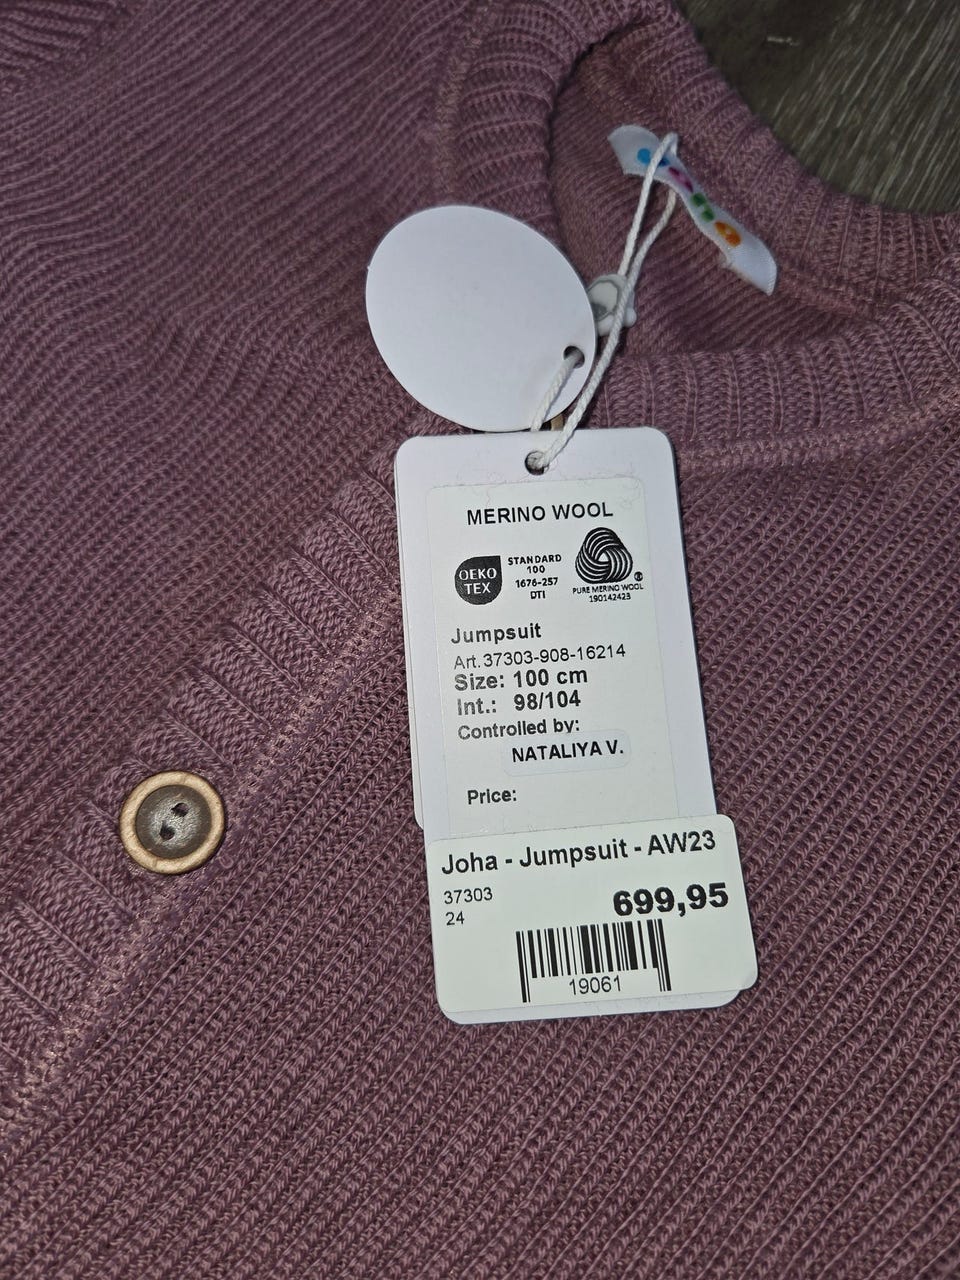 MERINO WOOL
OEKO
TEX
STANDARD
100
1676-257
DTI
PURE MERINO WOOL
190142423
Jumpsuit
Art. 37303-908-16214
Size: 100 cm
Int.: 98/104
Controlled by:
NATALIYA V.
Price:
Joha - Jumpsuit - AW23
37303
24
699,95
19061